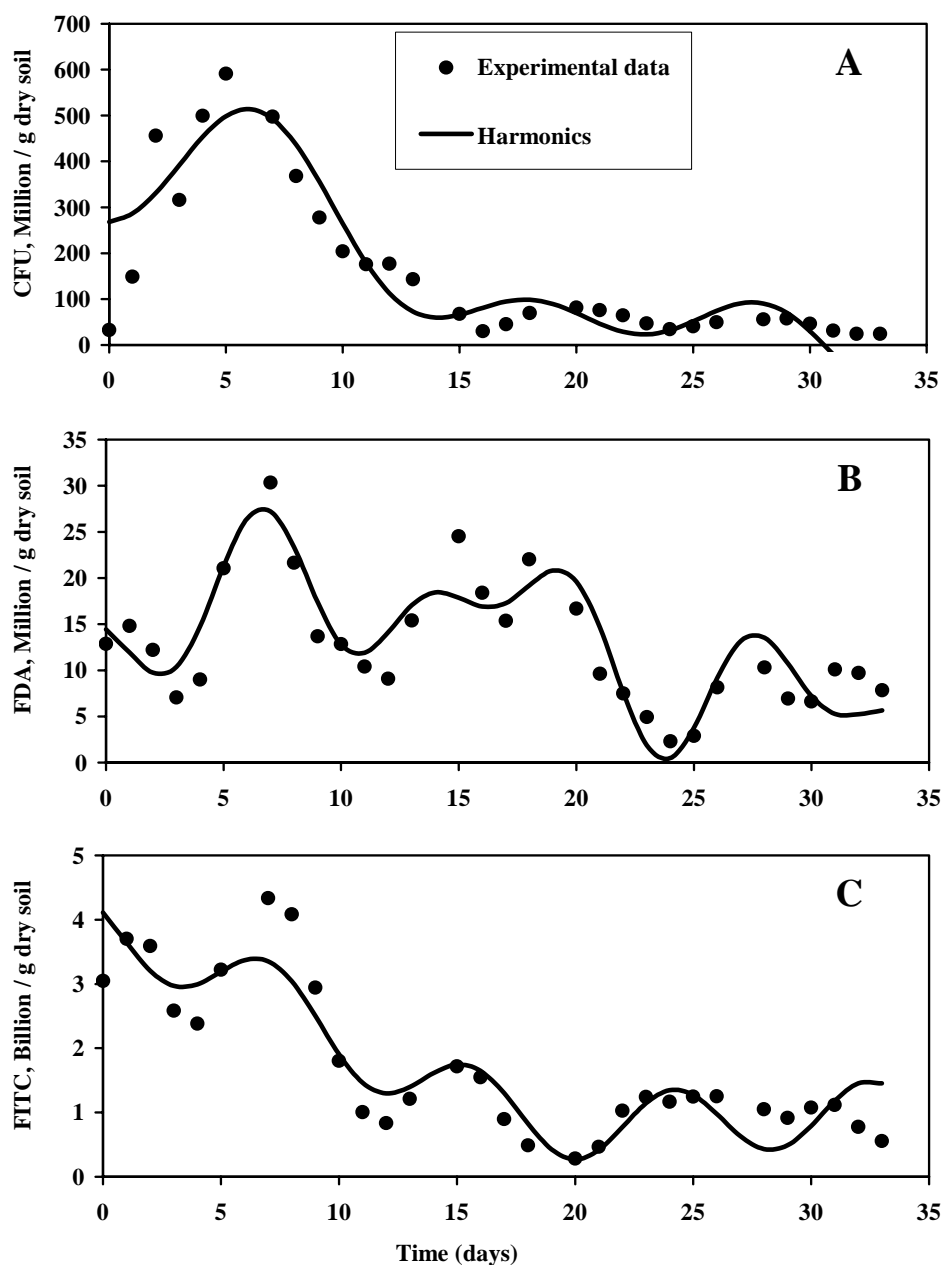 700
600
500
400
300
200
100
0
CFU, Million / g dry soil
Experimental data
Harmonics
A
0 5 10 15 20 25 30 35
35
30
25
20
15
10
5
0
FDA, Million / g dry soil
B
0 5 10 15 20 25 30 35
5
4
3
2
1
0
FITC, Billion / g dry soil
C
0 5 10 15 20 25 30 35
Time (days)